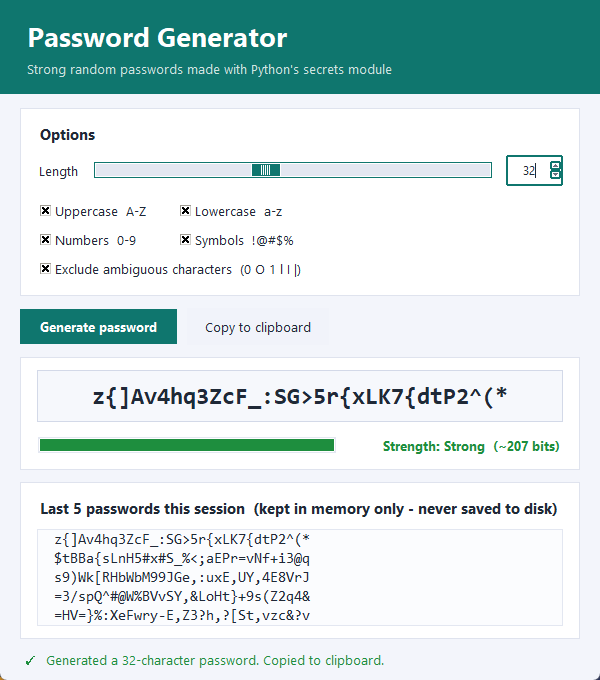 Password Generator
Strong random passwords made with Python's secrets module
Options
Length 32
Uppercase A-Z Lowercase a-z
Numbers 0-9 Symbols !@#$%
Exclude ambiguous characters (0 O 1 l I |)
Generate password Copy to clipboard
z{]Av4hq3ZcF_:SG>5r{xLK7{dtP2^(*
Strength: Strong (~207 bits)
Last 5 passwords this session (kept in memory only - never saved to disk)
z{]Av4hq3ZcF_:SG>5r{xLK7{dtP2^(*
$tBBa{sLnH5#x#S_%<;aEPr=vNf+i3@q
s9)Wk[RHbWbM99JGe,:uxE,UY,4E8VrJ
=3/spQ^#@W%BVvSY,&LoHt}+9s(Z2q4&
=HV=}%:XeFwry-E,Z3?h,?[St,vzc&?v
✓ Generated a 32-character password. Copied to clipboard.